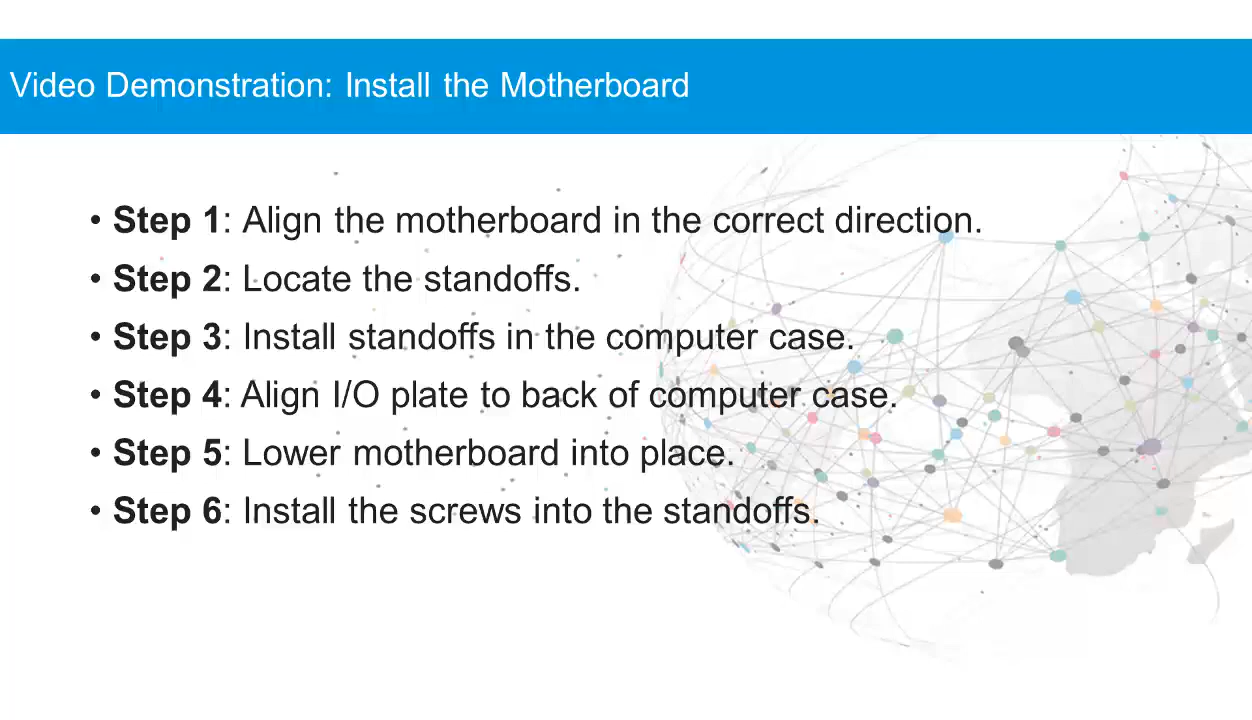 Video Demonstration: Install the Motherboard
• Step 1: Align the motherboard in the correct direction.
• Step 2: Locate the standoffs.
• Step 3: Install standoffs in the computer case.
• Step 4: Align I/O plate to back of computer case.
• Step 5: Lower motherboard into place.
• Step 6: Install the screws into the standoffs.